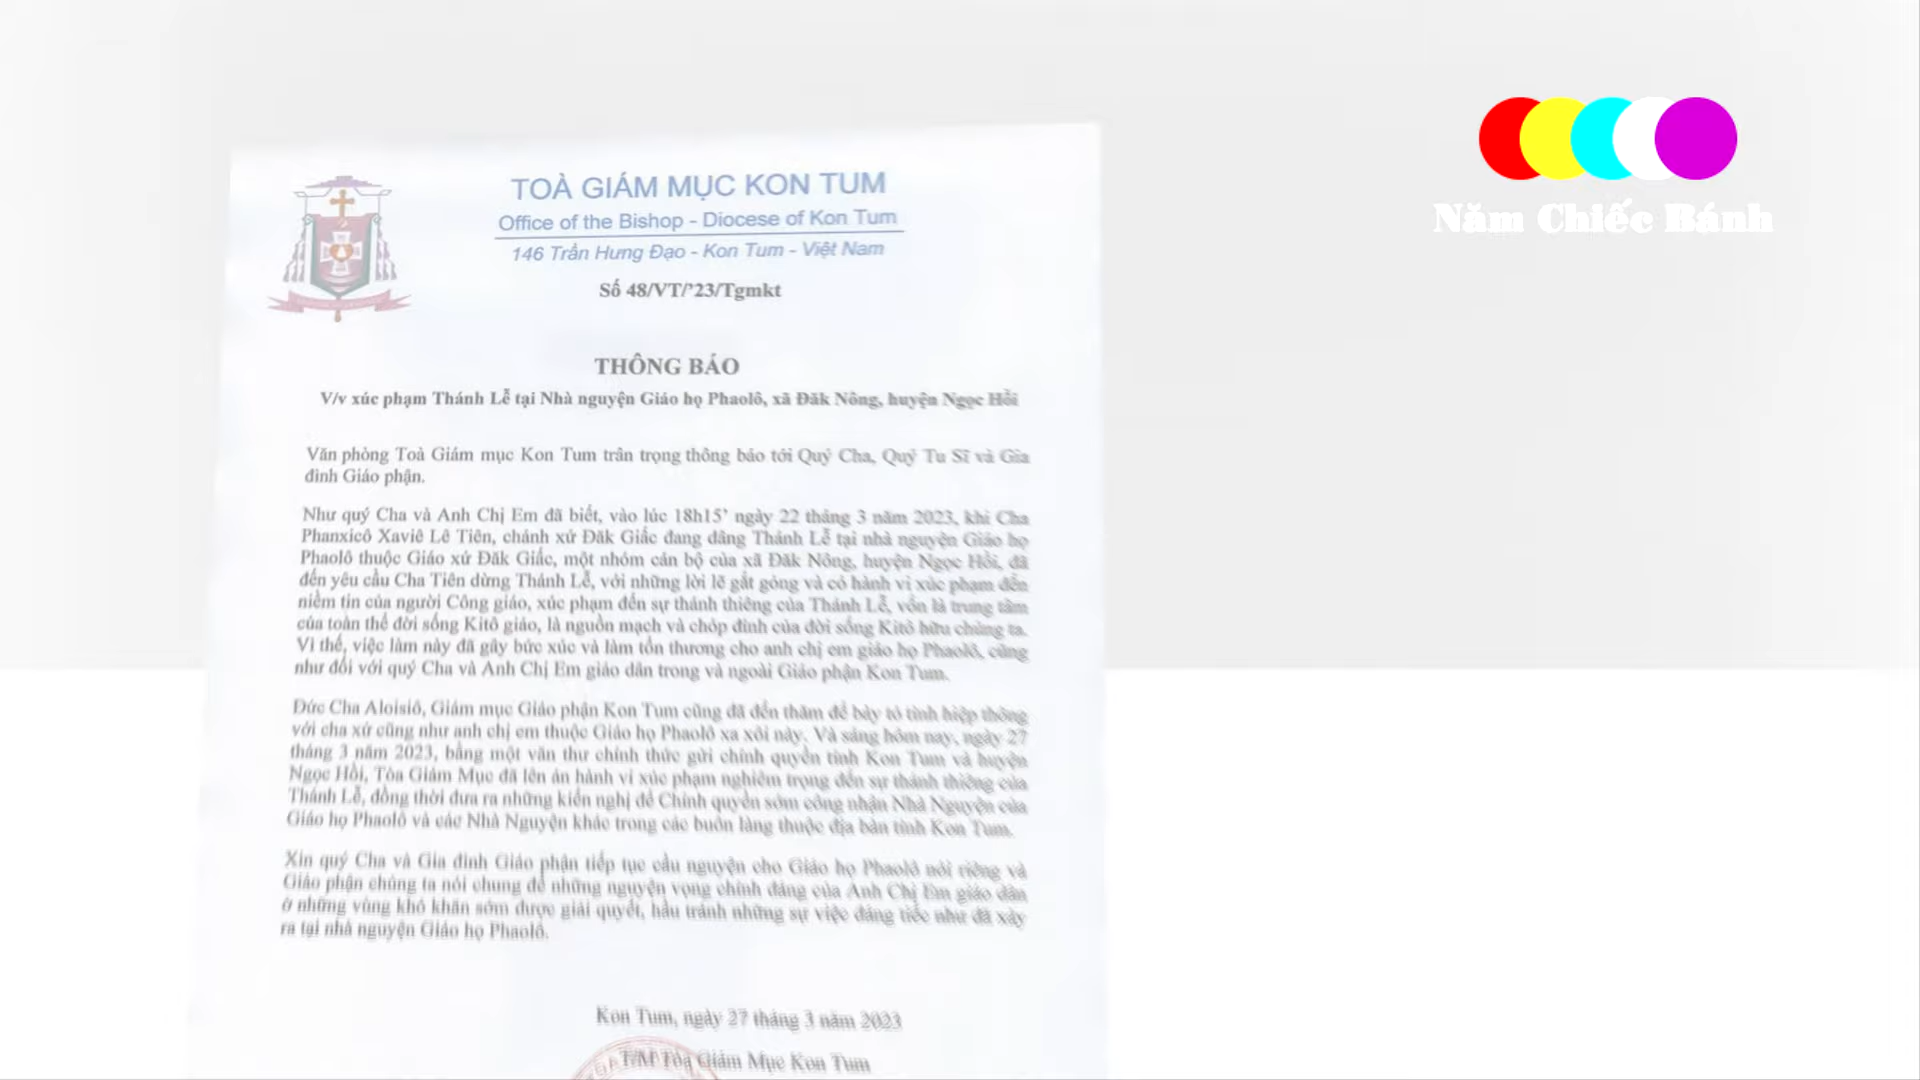 TOÀ GIÁM MỤC KON TUM
Office of the Bishop - Diocese of Kon Tum
146 Trần Hưng Đạo - Kon Tum - Việt Nam
Số 48/VT/'23/Tgmkt
Năm Chiếc Bánh
THÔNG BÁO
V/v xúc phạm Thánh Lễ tại Nhà nguyện Giáo họ Phaolô, xã Đăk Nông, huyện Ngọc Hồi
Văn phòng Toà Giám mục Kon Tum trân trọng thông báo tới Quý Cha, Quý Tu Sĩ và Gia
đình Giáo phận.
Như quý Cha và Anh Chị Em đã biết, vào lúc 18h15’ ngày 22 tháng 3 năm 2023, khi Cha
Phanxicô Xaviê Lê Tiên, chánh xứ Đăk Giấc đang dâng Thánh Lễ tại nhà nguyện Giáo họ
Phaolô thuộc Giáo xứ Đăk Giấc, một nhóm cán bộ của xã Đăk Nông, huyện Ngọc Hồi, đã
đến yêu cầu Cha Tiên dừng Thánh Lễ, với những lời lẽ gắt gỏng và có hành vi xúc phạm đến
niềm tin của người Công giáo, xúc phạm đến sự thánh thiêng của Thánh Lễ, vốn là trung tâm
của toàn thể đời sống Kitô giáo, là nguồn mạch và chóp đỉnh của đời sống Kitô hữu chúng ta.
Vì thế, việc làm này đã gây bức xúc và làm tổn thương cho anh chị em giáo họ Phaolô, cũng
như đối với quý Cha và Anh Chị Em giáo dân trong và ngoài Giáo phận Kon Tum.
Đức Cha Aloisiô, Giám mục Giáo phận Kon Tum cũng đã đến thăm để bày tỏ tình hiệp thông
với cha xứ cũng như anh chị em thuộc Giáo họ Phaolô xa xôi này. Và sáng hôm nay, ngày 27
tháng 3 năm 2023, bằng một văn thư chính thức gửi chính quyền tỉnh Kon Tum và huyện
Ngọc Hồi, Tòa Giám Mục đã lên án hành vi xúc phạm nghiêm trọng đến sự thánh thiêng của
Thánh Lễ, đồng thời đưa ra những kiến nghị để Chính quyền sớm công nhận Nhà Nguyện của
Giáo họ Phaolô và các Nhà Nguyện khác trong các buôn làng thuộc địa bàn tỉnh Kon Tum.
Xin quý Cha và Gia đình Giáo phận tiếp tục cầu nguyện cho Giáo họ Phaolô nói riêng và
Giáo phận chúng ta nói chung để những nguyện vọng chính đáng của Anh Chị Em giáo dân
ở những vùng khó khăn sớm được giải quyết, hầu tránh những sự việc đáng tiếc như đã xảy
ra tại nhà nguyện Giáo họ Phaolô.
Kon Tum, ngày 27 tháng 3 năm 2023
T/M Tòa Giám Mục Kon Tum